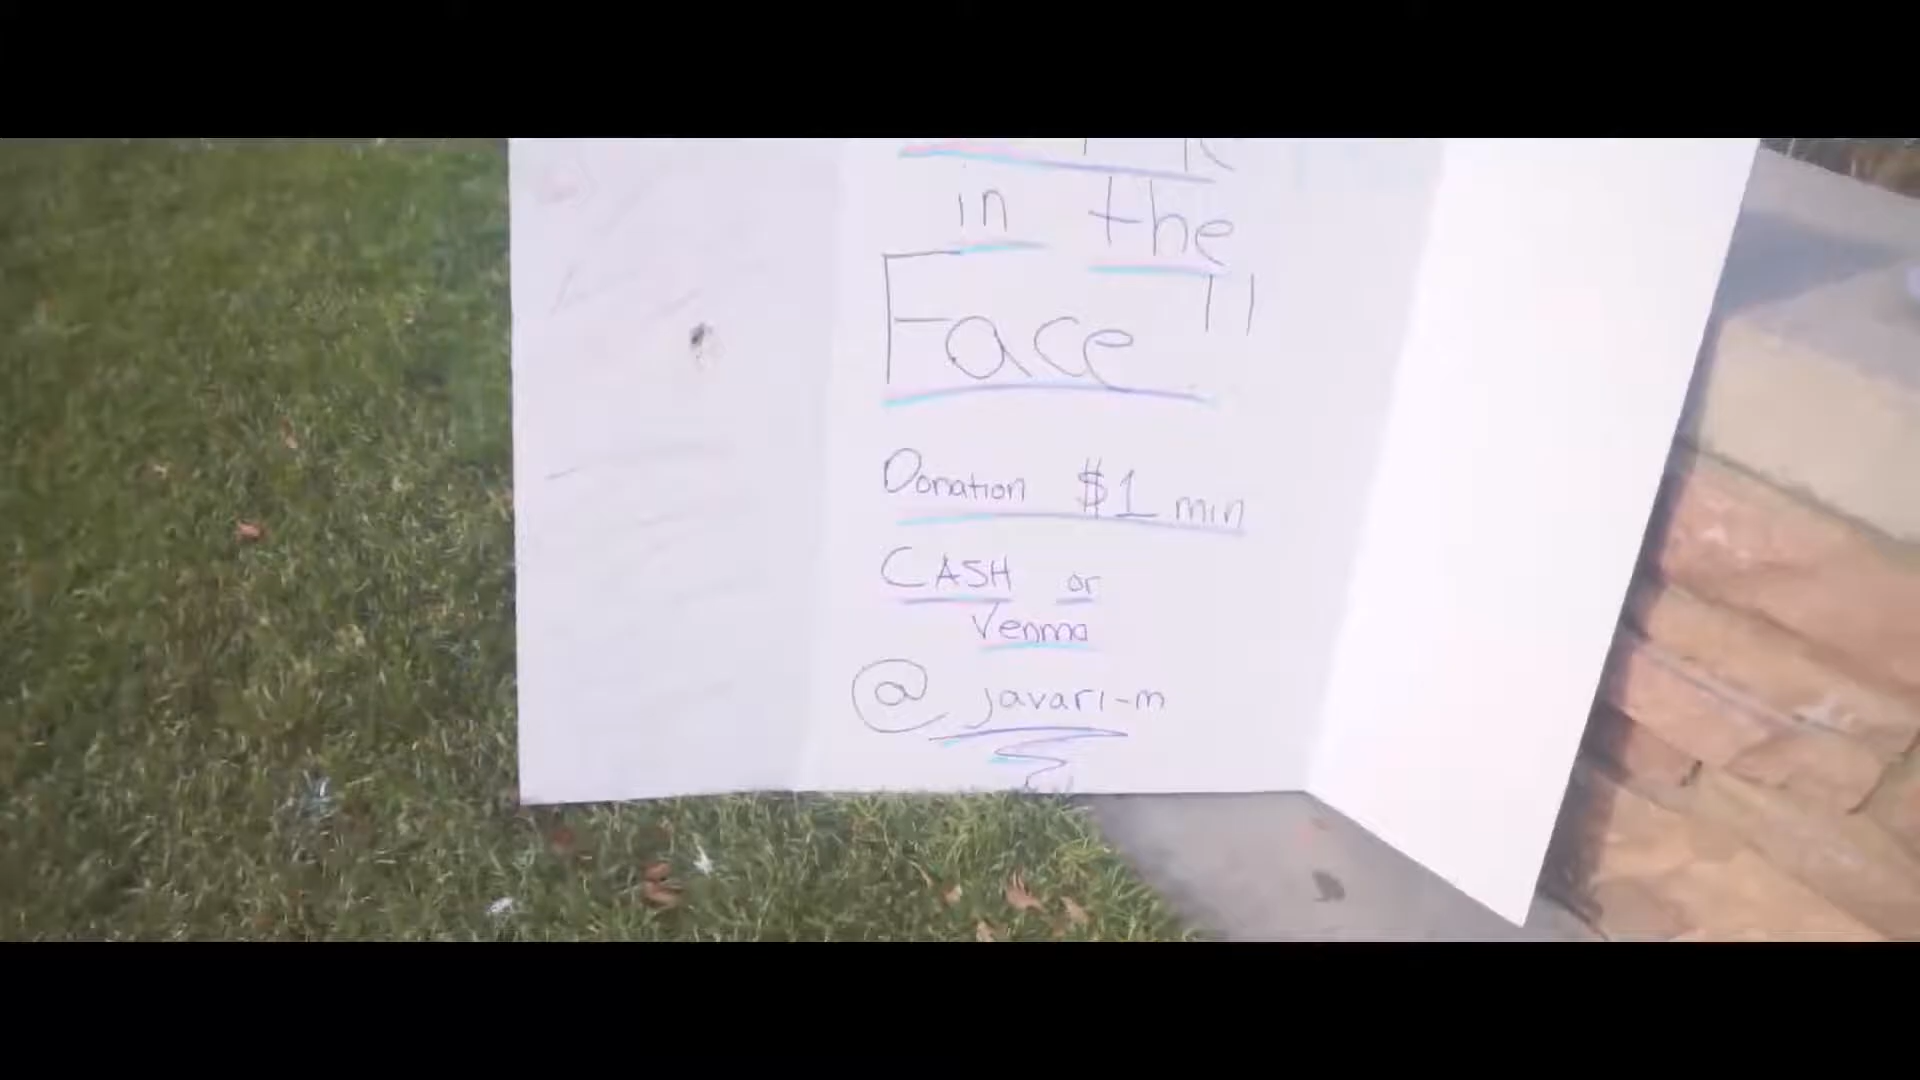 in the
Face"
Donation $1 min
CASH or
Venmo
@ javari-m